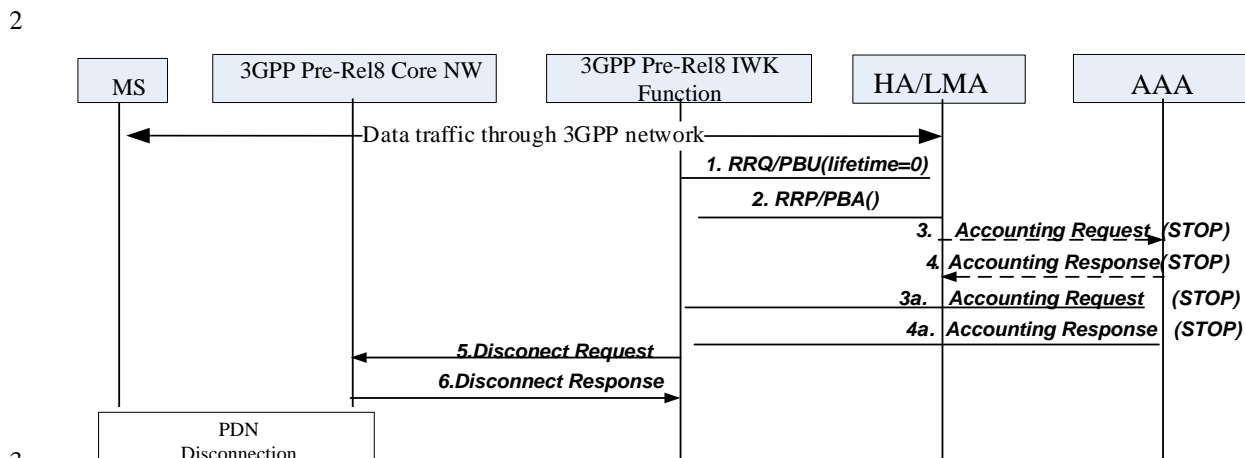 2
MS
3GPP Pre-Rel8 Core NW
3GPP Pre-Rel8 IWK
Function
HA/LMA
AAA
Data traffic through 3GPP network
1. RRQ/PBU(lifetime=0)
2. RRP/PBA()
3. Accounting Request (STOP)
4. Accounting Response(STOP)
3a. Accounting Request (STOP)
4a. Accounting Response (STOP)
5.Disconect Request
6.Disconnect Response
PDN
Disconnection
3